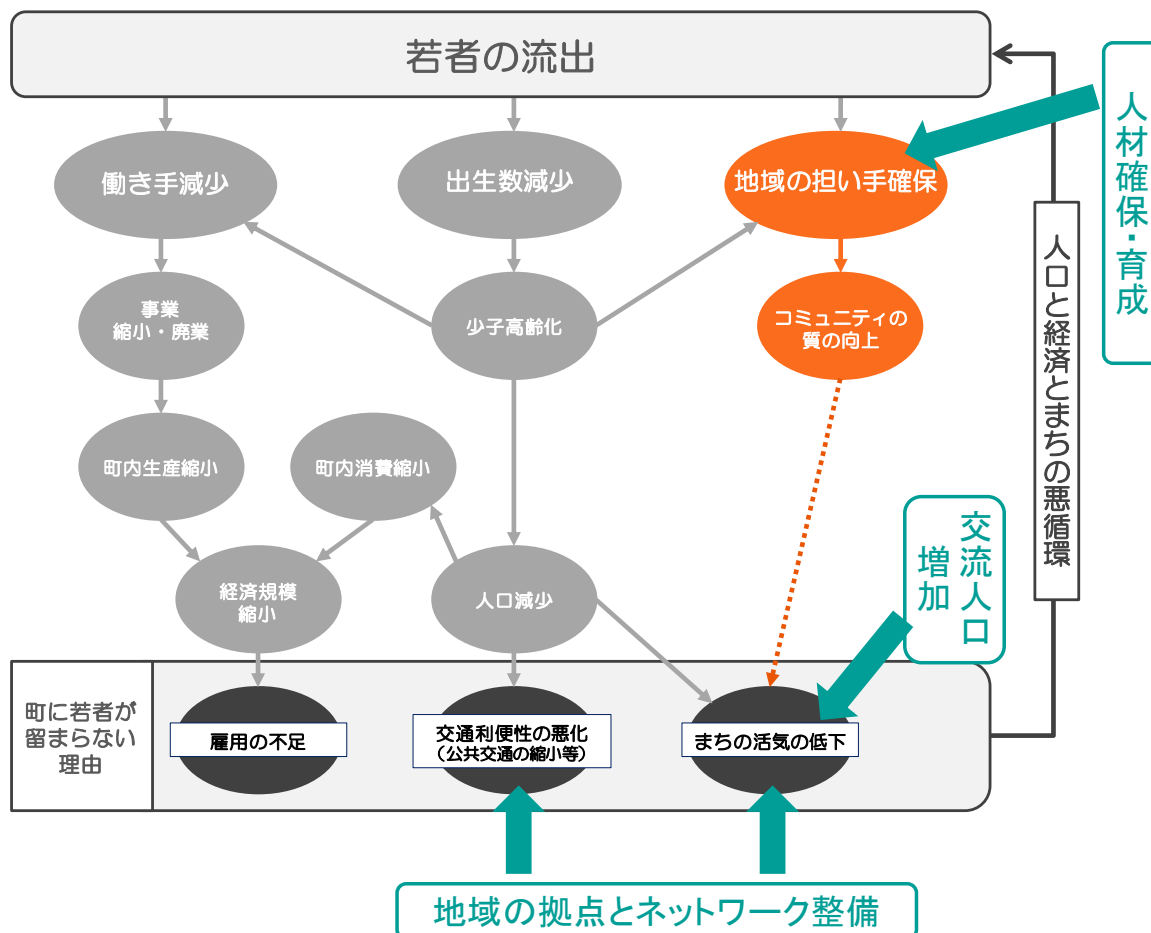 若者の流出
働き手減少
出生数減少
地域の担い手確保
人材確保・育成
事業
縮小・廃業
少子高齢化
コミュニティの
質の向上
人口と経済とまちの悪循環
町内生産縮小
町内消費縮小
交流人口
増加
経済規模
縮小
人口減少
町に若者が
留まらない
理由
雇用の不足
交通利便性の悪化
(公共交通の縮小等)
まちの活気の低下
地域の拠点とネットワーク整備